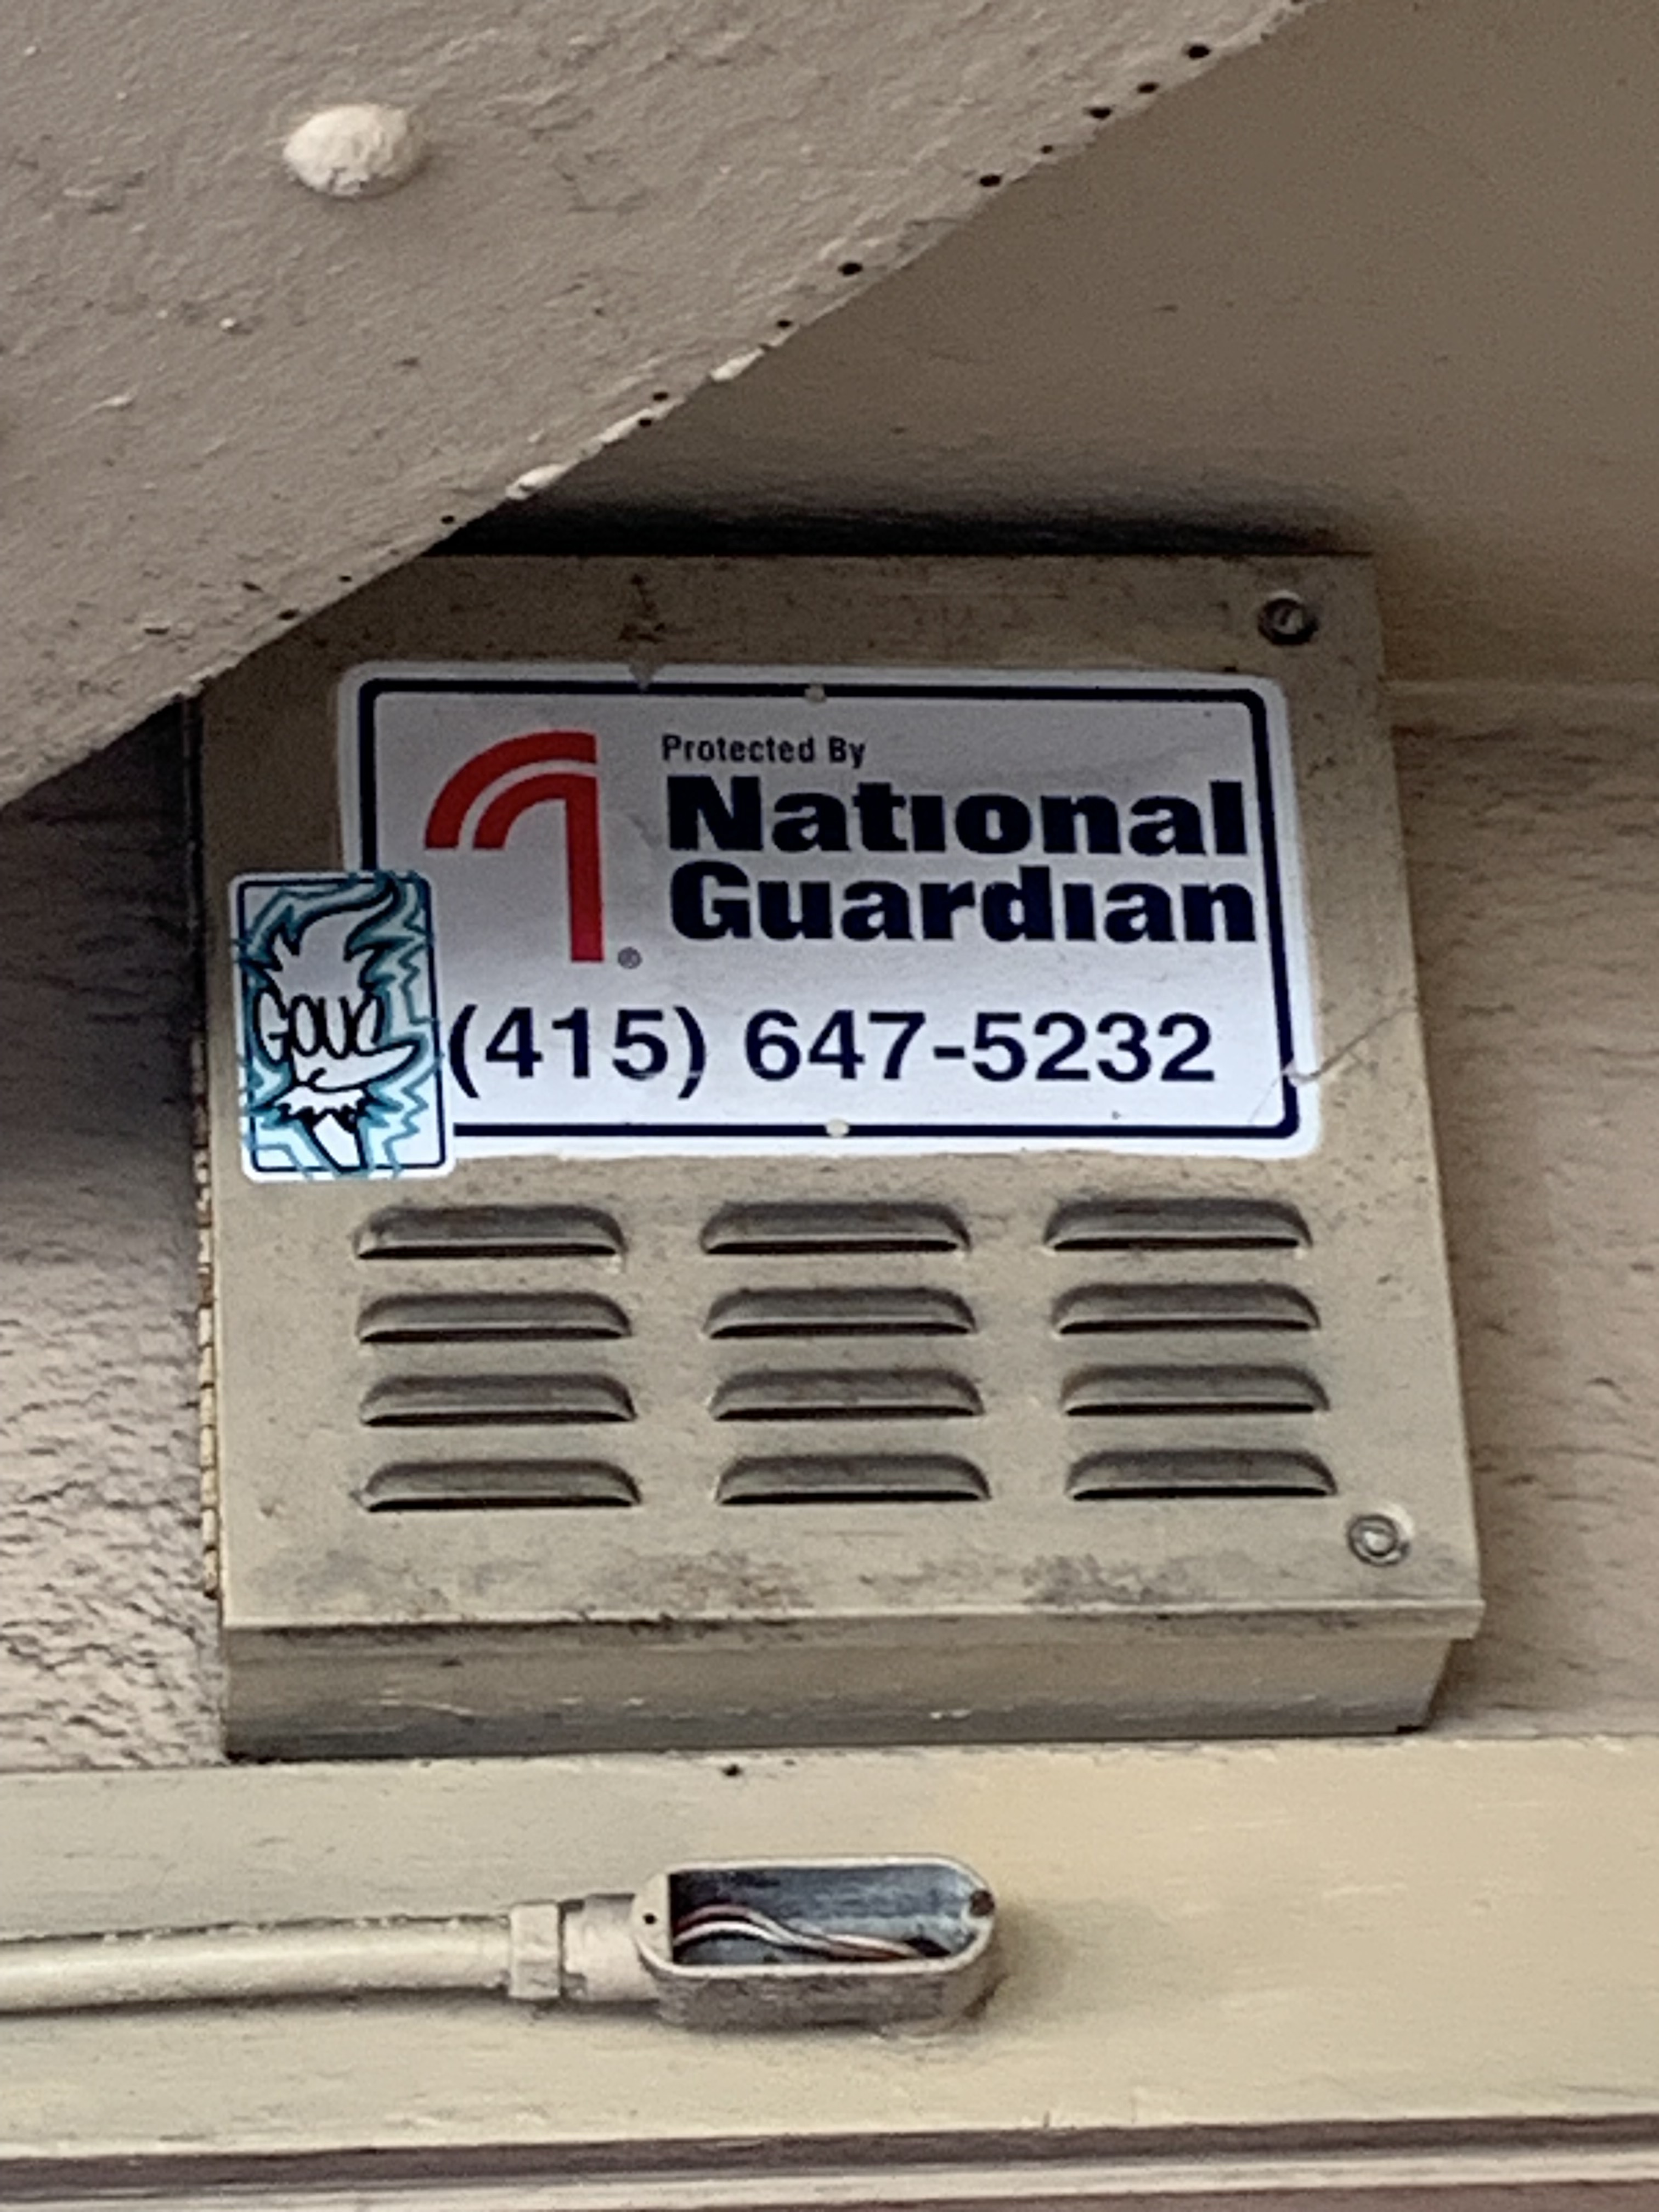 Protected By
National
Guardian
®
(415) 647-5232